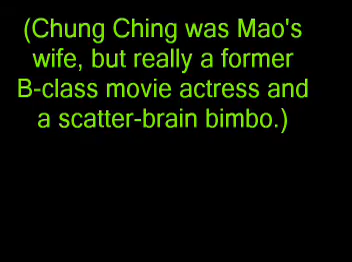 (Chung Ching was Mao's
wife, but really a former
B-class movie actress and
a scatter-brain bimbo.)